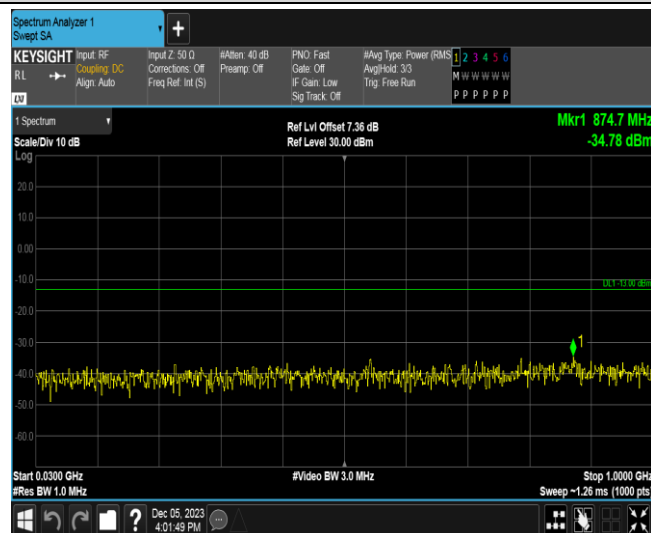 Spectrum Analyzer 1
Swept SA
+
KEYSIGHT
RL
Input: RF
Coupling: DC
Align: Auto
Input Z: 50 Ω
Corrections: Off
Freq Ref: Int (S)
#Atten: 40 dB
Preamp: Off
PNO: Fast
Gate: Off
IF Gain: Low
Sig Track: Off
#Avg Type: Power (RMS
Avg|Hold: 3/3
Trig: Free Run
1 2 3 4 5 6
M W W W W W
P P P P P P
1 Spectrum
Scale/Div 10 dB
Log
Ref Lvl Offset 7.36 dB
Ref Level 30.00 dBm
Mkr1 874.7 MHz
-34.78 dBm
20.0
10.0
0.00
-10.0
DL1 -13.00 dBm
-20.0
-30.0
1
-40.0
-50.0
-60.0
Start 0.0300 GHz
#Res BW 1.0 MHz
#Video BW 3.0 MHz
Stop 1.0000 GHz
Sweep ~1.26 ms (1000 pts)
?
Dec 05, 2023
4:01:49 PM